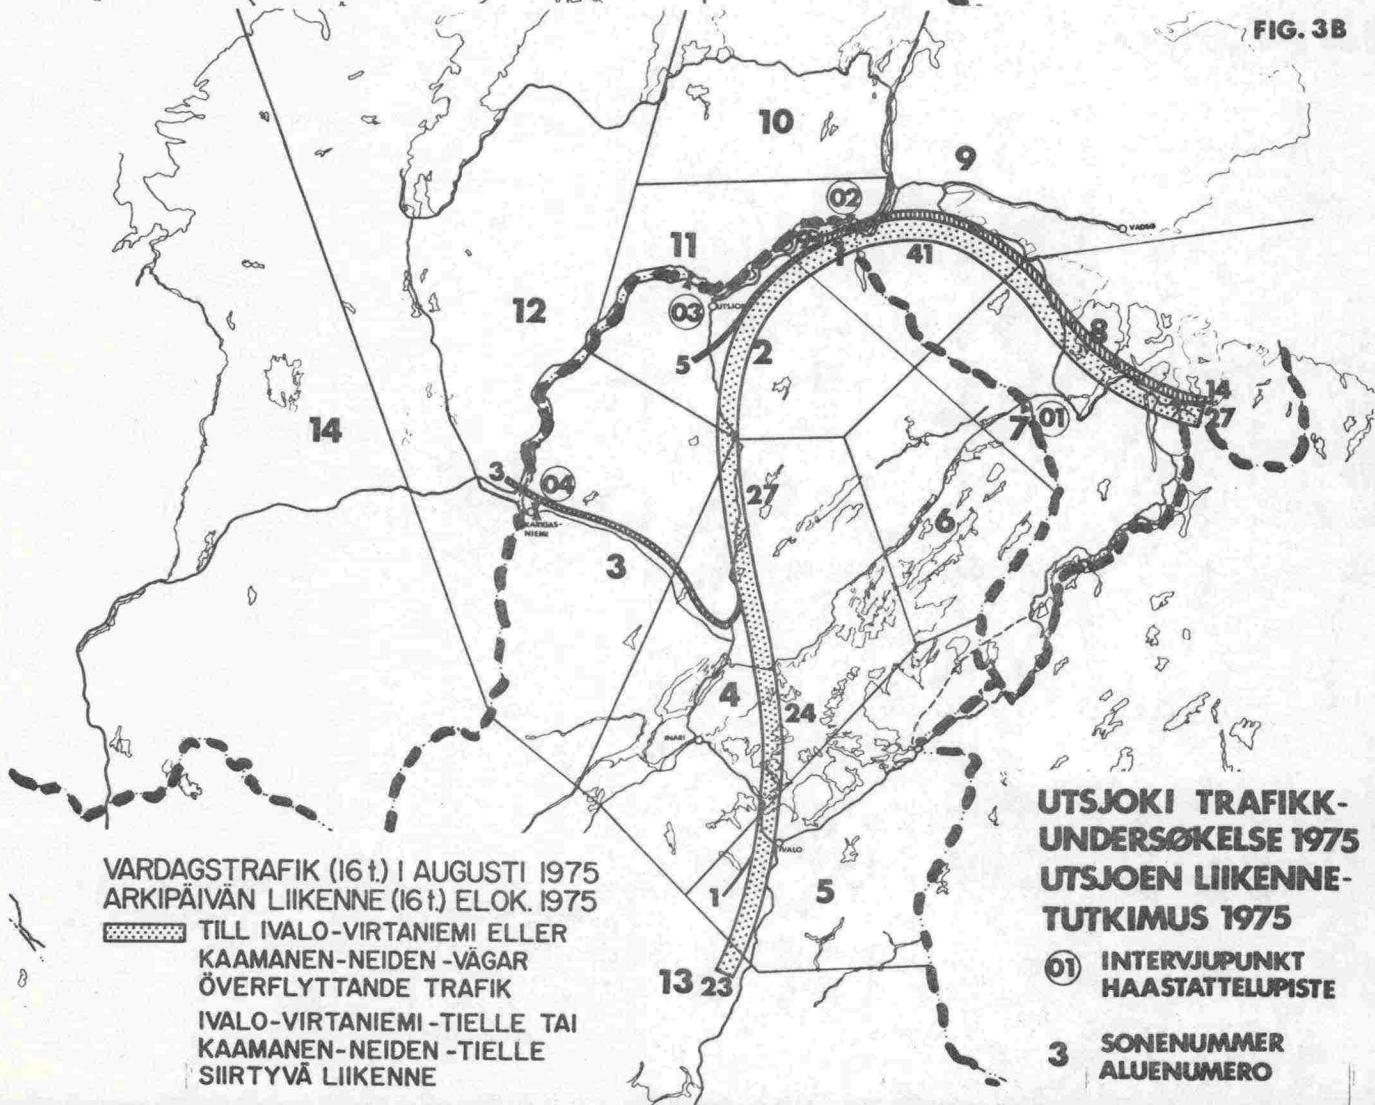 FIG. 3B
10
9
02
VADSØ
11
1
41
12
03
UTSJOKI
8
5
2
14
14
7
01
27
3
04
27
KARIGAS-
NIEMI
6
3
4
24
INARI
IVALO
1
5
13
23
VARDAGSTRAFIK (16 t.) I AUGUSTI 1975
ARKIPÄIVÄN LIIKENNE (16 t.) ELOK. 1975
TILL IVALO-VIRTANIEMI ELLER
KAAMANEN-NEIDEN-VÄGAR
ÖVERFLYTTANDE TRAFIK
IVALO-VIRTANIEMI-TIELLE TAI
KAAMANEN-NEIDEN-TIELLE
SIIRTYVÄ LIIKENNE
UTSJOKI TRAFIKK-
UNDERSØKELSE 1975
UTSJOEN LIIKENNE-
TUTKIMUS 1975
01 INTERVJUPUNKT
HAASTATTELUPISTE
3 SONENUMMER
ALUENUMERO